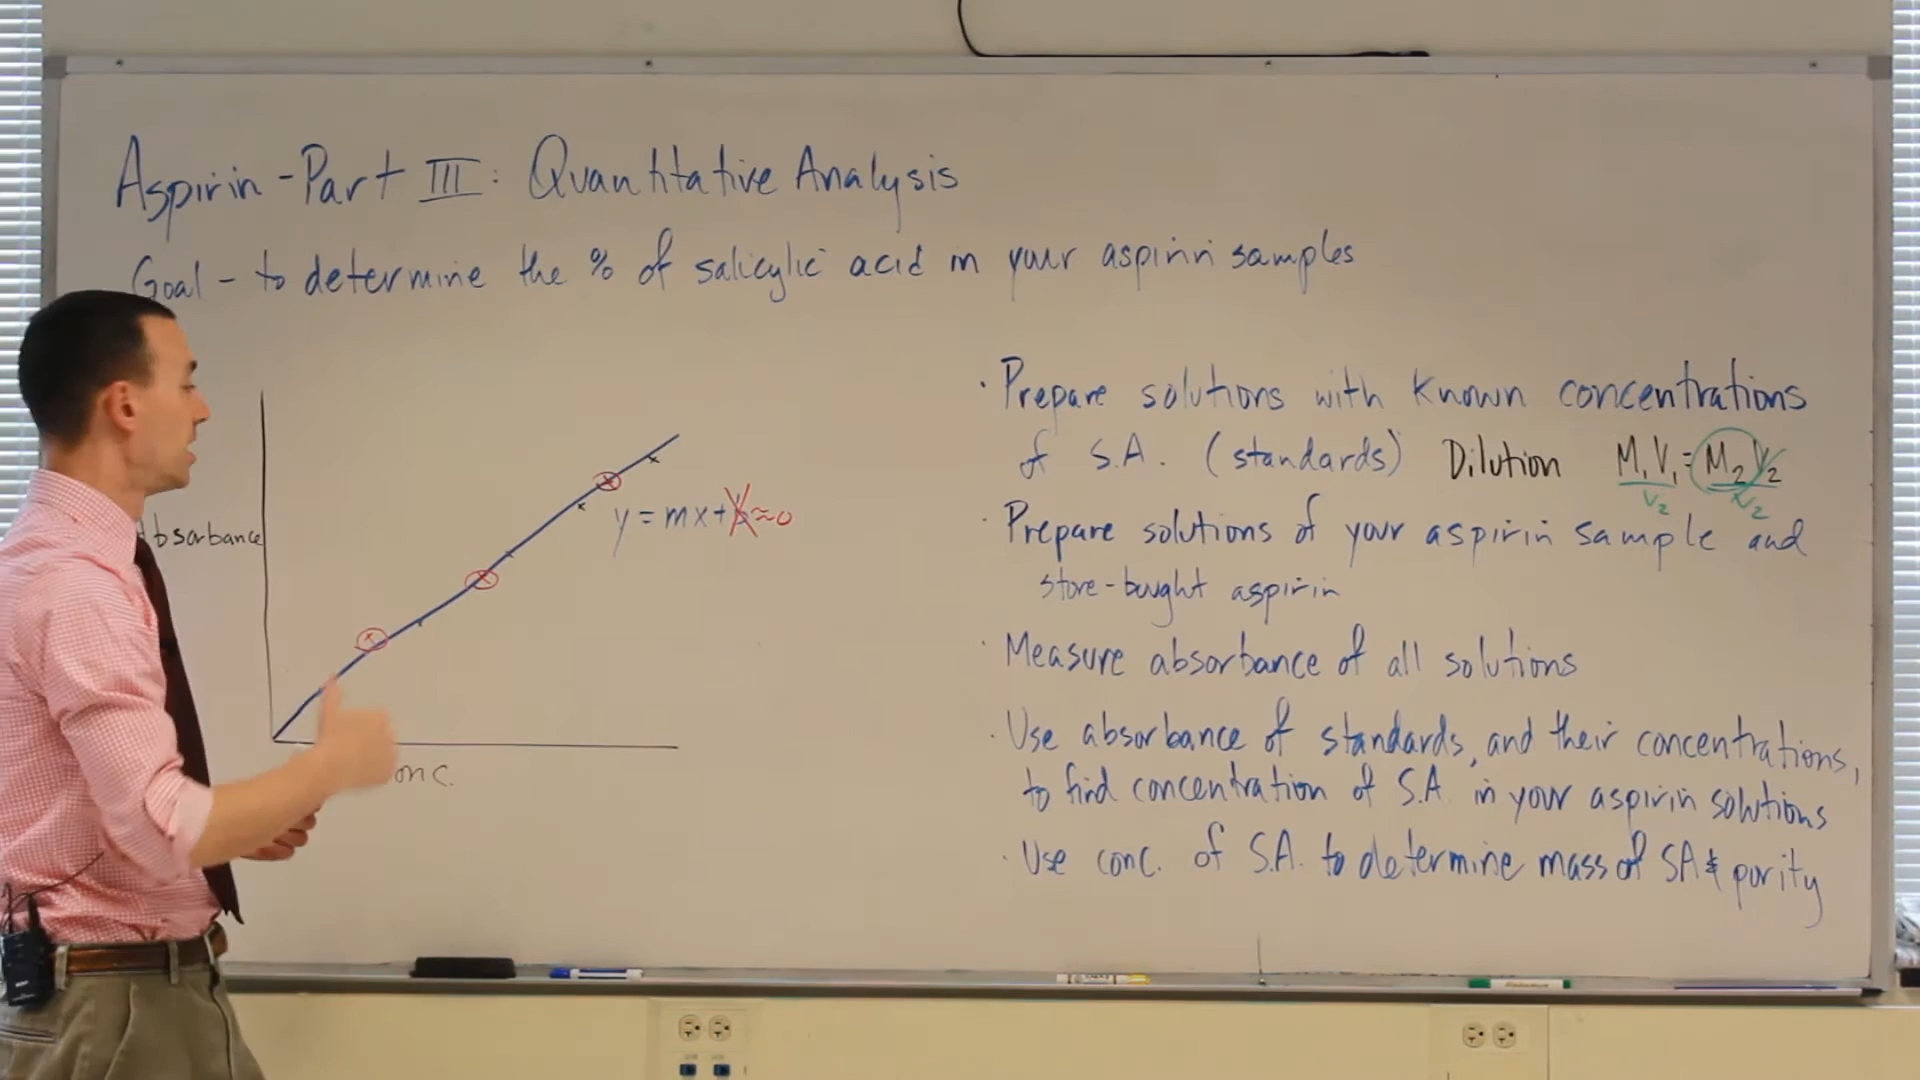 Aspirin - Part III: Quantitative Analysis
Goal - to determine the % of salicylic acid in your aspirin samples
· Prepare solutions with known concentrations
of S.A. (standards) Dilution M₁V₁ = M₂V₂
V₂ V₂
· Prepare solutions of your aspirin sample and
store-bought aspirin
· Measure absorbance of all solutions
· Use absorbance of standards, and their concentrations,
to find concentration of S.A. in your aspirin solutions
· Use conc. of S.A. to determine mass of SA & purity
Absorbance
y = mx + b ≈ 0
onc.